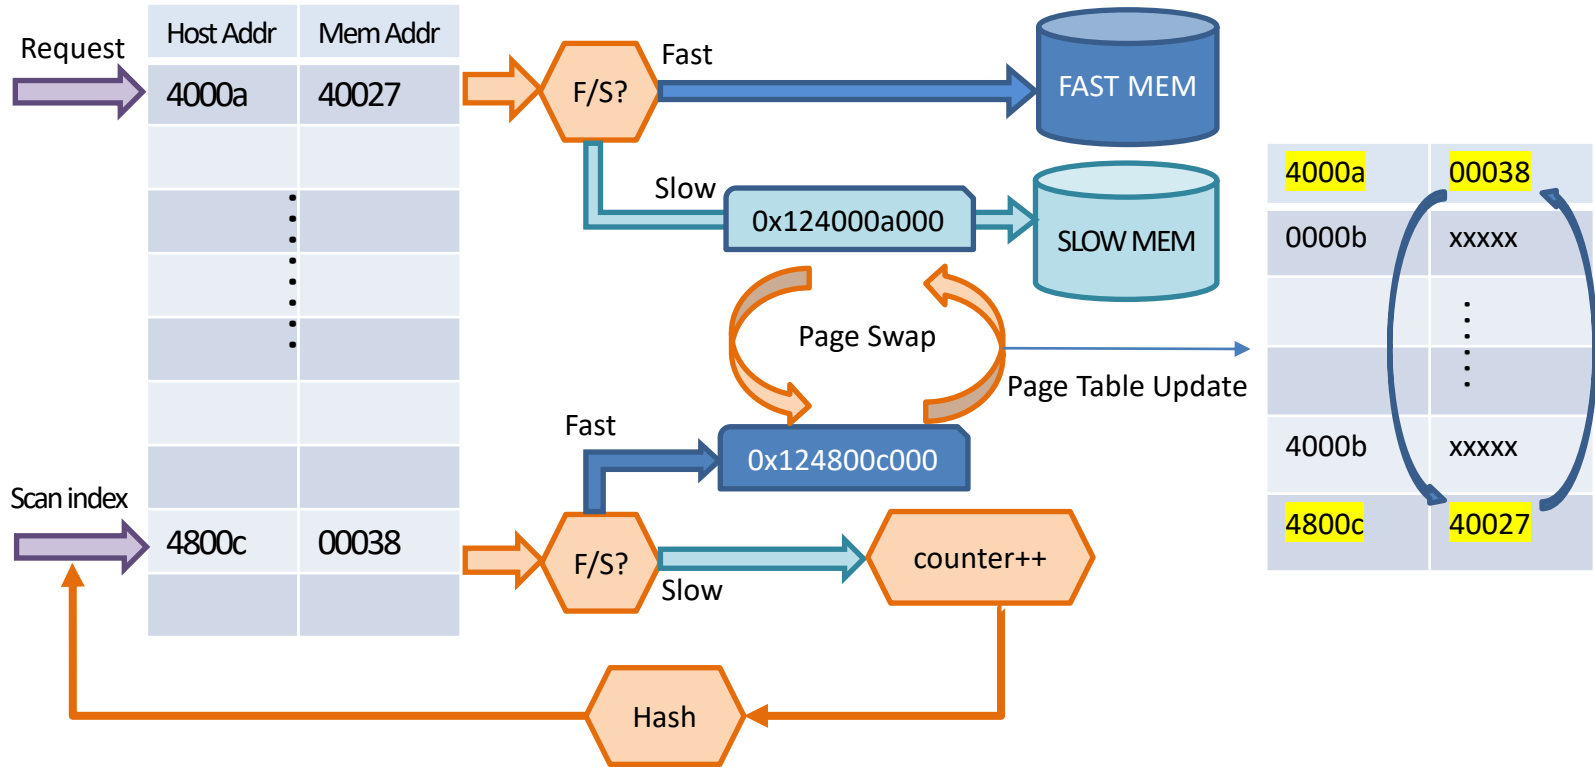 Request
Host Addr Mem Addr
4000a 40027
F/S?
Fast
FAST MEM
Slow
0x124000a000
SLOW MEM
Page Swap
Page Table Update
Fast
0x124800c000
Scan index
4800c 00038
F/S?
Slow
counter++
Hash
4000a 00038
0000b xxxxx
4000b xxxxx
4800c 40027